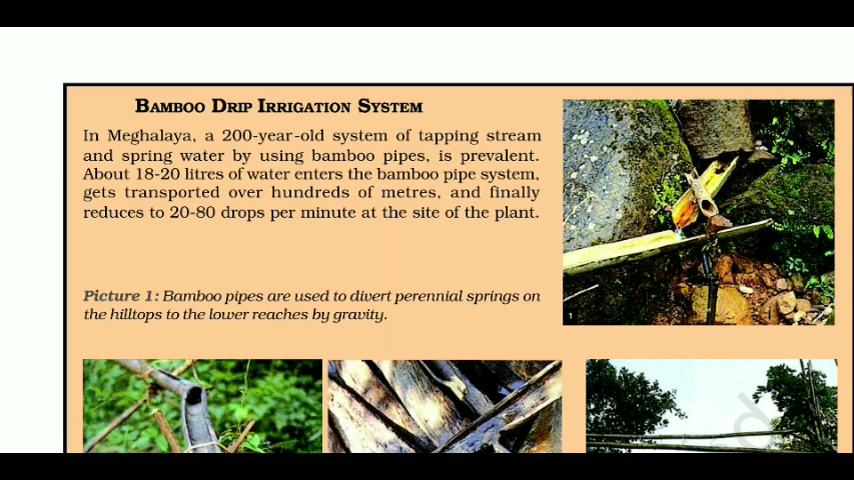 BAMBOO DRIP IRRIGATION SYSTEM
In Meghalaya, a 200-year-old system of tapping stream
and spring water by using bamboo pipes, is prevalent.
About 18-20 litres of water enters the bamboo pipe system,
gets transported over hundreds of metres, and finally
reduces to 20-80 drops per minute at the site of the plant.
Picture 1: Bamboo pipes are used to divert perennial springs on
the hilltops to the lower reaches by gravity.
1